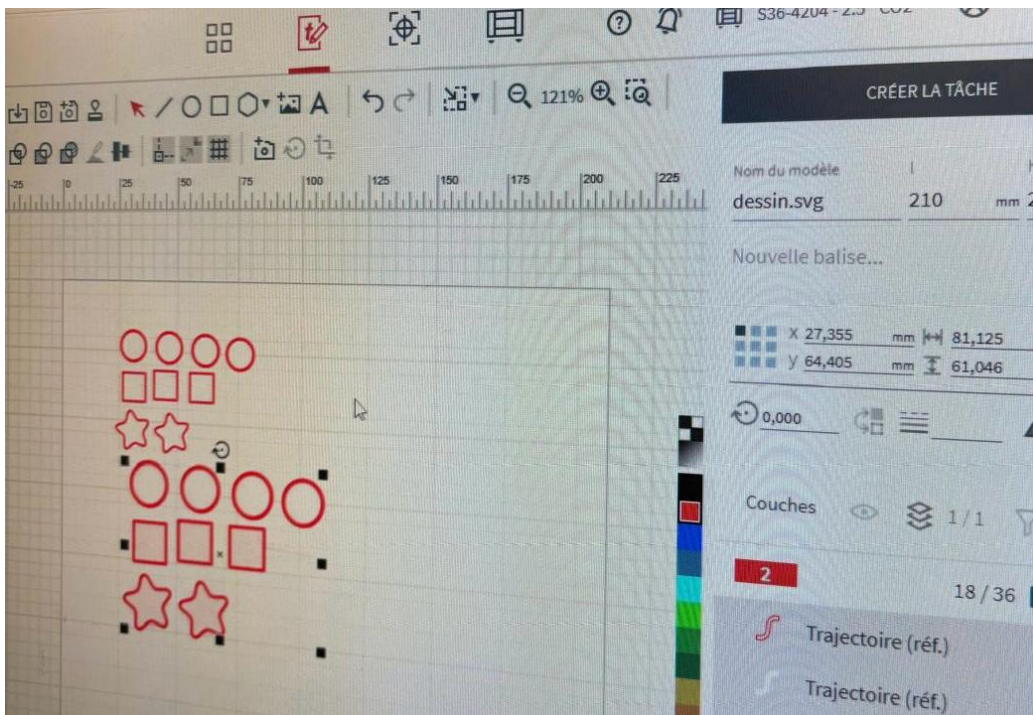 S36-4204 - 2.5 CO2
A
121%
CRÉER LA TÂCHE
-25 0 25 50 75 100 125 150 175 200 225
Nom du modèle l
dessin.svg 210 mm
Nouvelle balise...
X 27,355 mm 81,125
y 64,405 mm 61,046
0,000
Couches 1/1
2
18/36
Trajectoire (réf.)
Trajectoire (réf.)